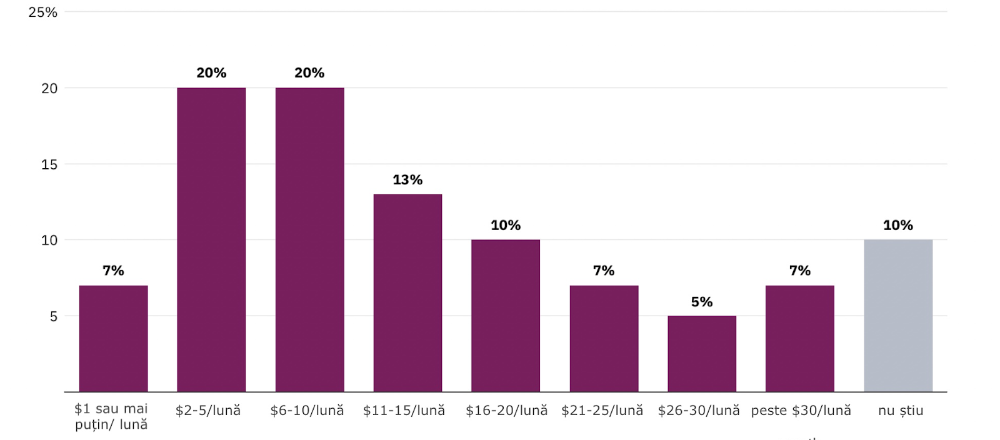 25%
20% 20%
20
15
13%
10% 10%
10
7% 7% 7%
5%
5
$1 sau mai
puțin/ lună
$2-5/lună $6-10/lună $11-15/lună $16-20/lună $21-25/lună $26-30/lună peste $30/lună nu știu